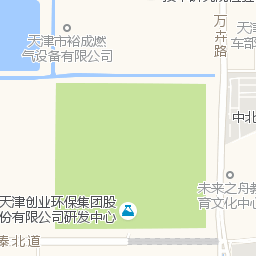 万卉路
天津市裕成燃
气设备有限公司
天津
车部
中北
未来之舟教
育文化中心
天津创业环保集团股
份有限公司研发中心
泰北道